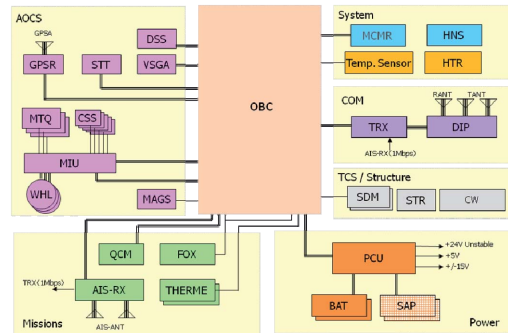 AOCS
GPSA
GPSR
STT
DSS
VSGA
MTQ
CSS
MIU
WHL
MAGS
OBC
System
MCMR
HNS
Temp. Sensor
HTR
COM
RANT
TANT
TRX
DIP
AIS-RX(1Mbps)
TCS / Structure
SDM
STR
CW
QCM
FOX
TRX(1Mbps)
AIS-RX
THERME
AIS-ANT
Missions
PCU
+24V Unstable
+5V
+/-15V
BAT
SAP
Power